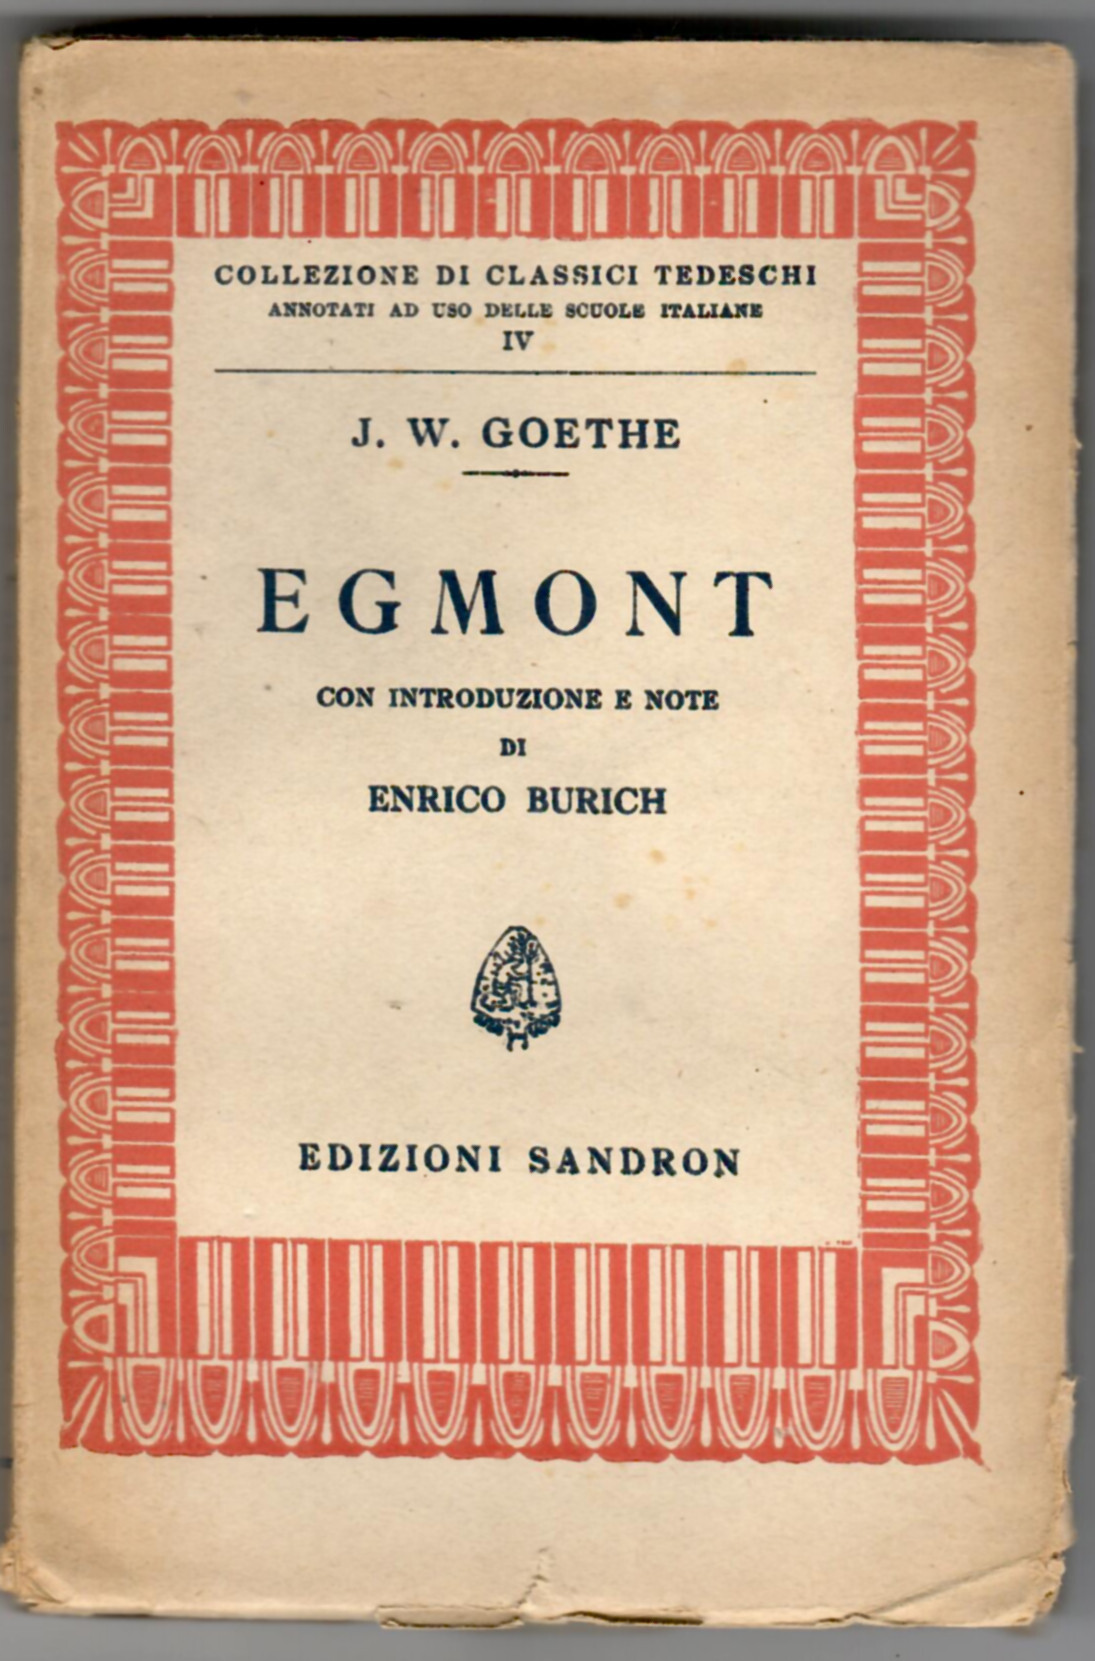 COLLEZIONE DI CLASSICI TEDESCHI
ANNOTATI AD USO DELLE SCUOLE ITALIANE
IV
J. W. GOETHE
EGMONT
CON INTRODUZIONE E NOTE
DI
ENRICO BURICH
EDIZIONI SANDRON